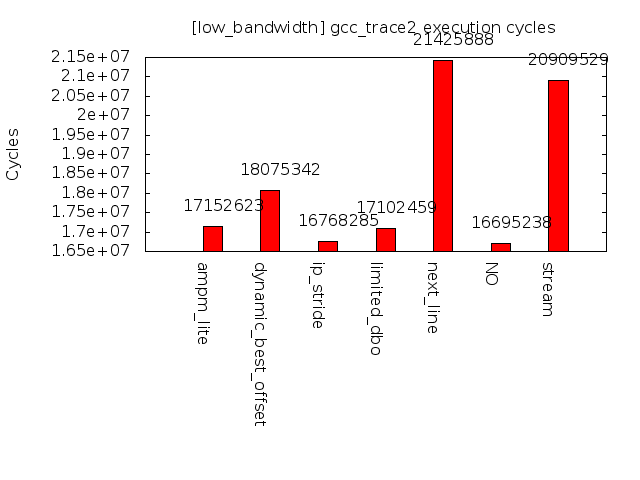 [low_bandwidth] gcc_trace2 execution cycles
Cycles
2.15e+07
2.1e+07
2.05e+07
2e+07
1.95e+07
1.9e+07
1.85e+07
1.8e+07
1.75e+07
1.7e+07
1.65e+07
17152623
18075342
16768285
17102459
21425888
16695238
20909529
ampm_lite
dynamic_best_offset
ip_stride
limited_dbo
next_line
NO
stream